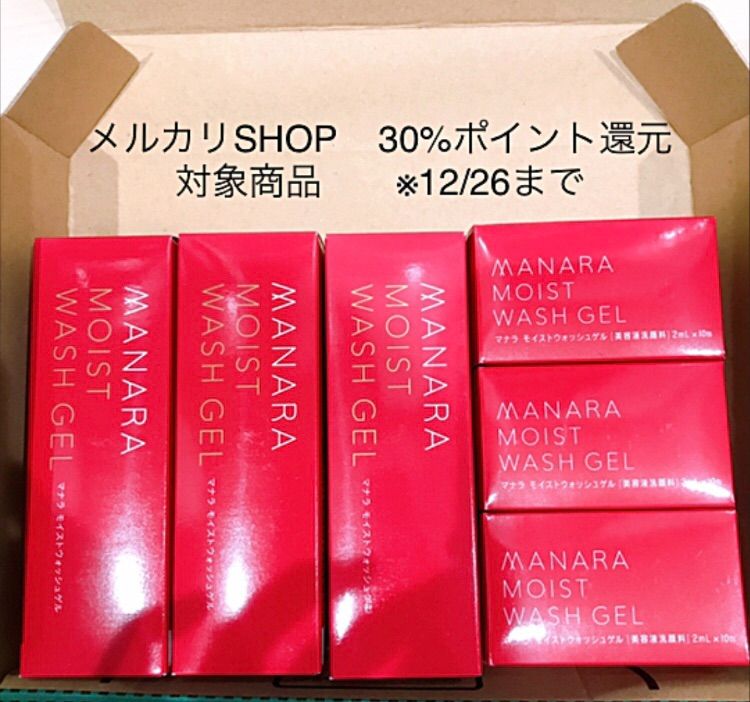 メルカリSHOP 30%ポイント還元
対象商品 ※12/26まで
MANARA
MOIST
WASH GEL
マナラ モイストウォッシュゲル
MANARA
MOIST
WASH GEL
マナラ モイストウォッシュゲル
MANARA
MOIST
WASH GEL
マナラ モイストウォッシュゲル
MANARA
MOIST
WASH GEL
マナラ モイストウォッシュゲル [美容液洗顔料] 2mL×10包
MANARA
MOIST
WASH GEL
マナラ モイストウォッシュゲル [美容液洗顔料] 2mL×10包
MANARA
MOIST
WASH GEL
マナラ モイストウォッシュゲル [美容液洗顔料] 2mL×10包